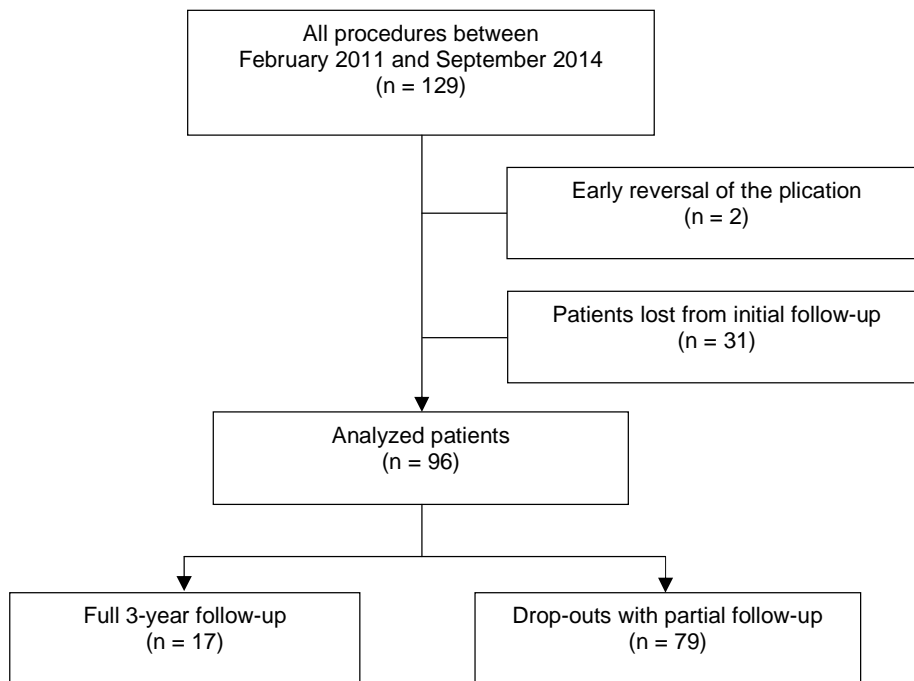 All procedures between
February 2011 and September 2014
(n = 129)
Early reversal of the plication
(n = 2)
Patients lost from initial follow-up
(n = 31)
Analyzed patients
(n = 96)
Full 3-year follow-up
(n = 17)
Drop-outs with partial follow-up
(n = 79)